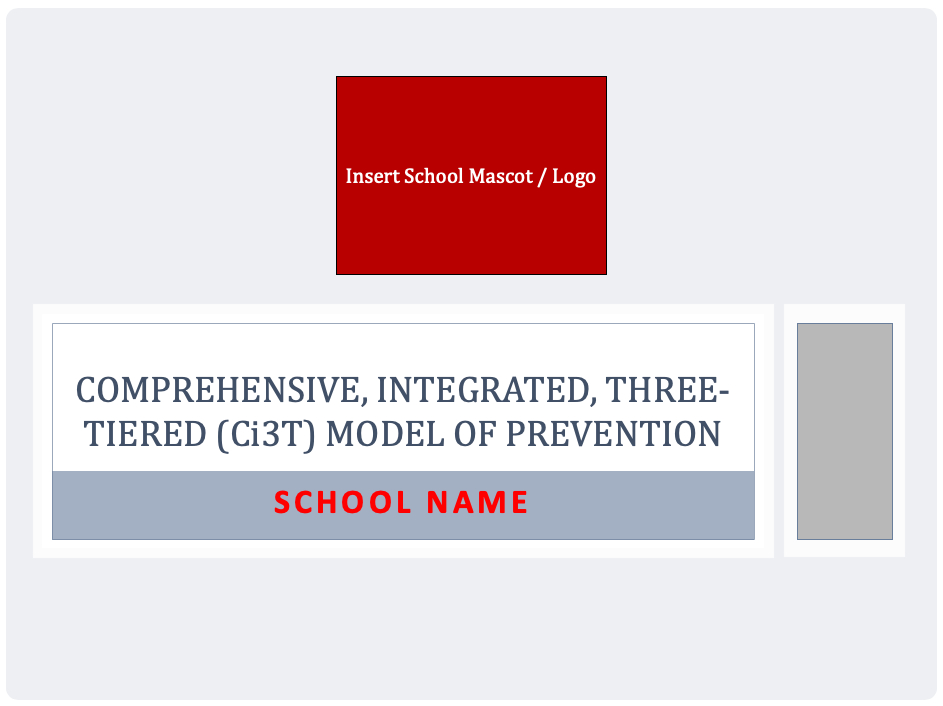 Insert School Mascot / Logo
COMPREHENSIVE, INTEGRATED, THREE-
TIERED (Ci3T) MODEL OF PREVENTION
SCHOOL NAME